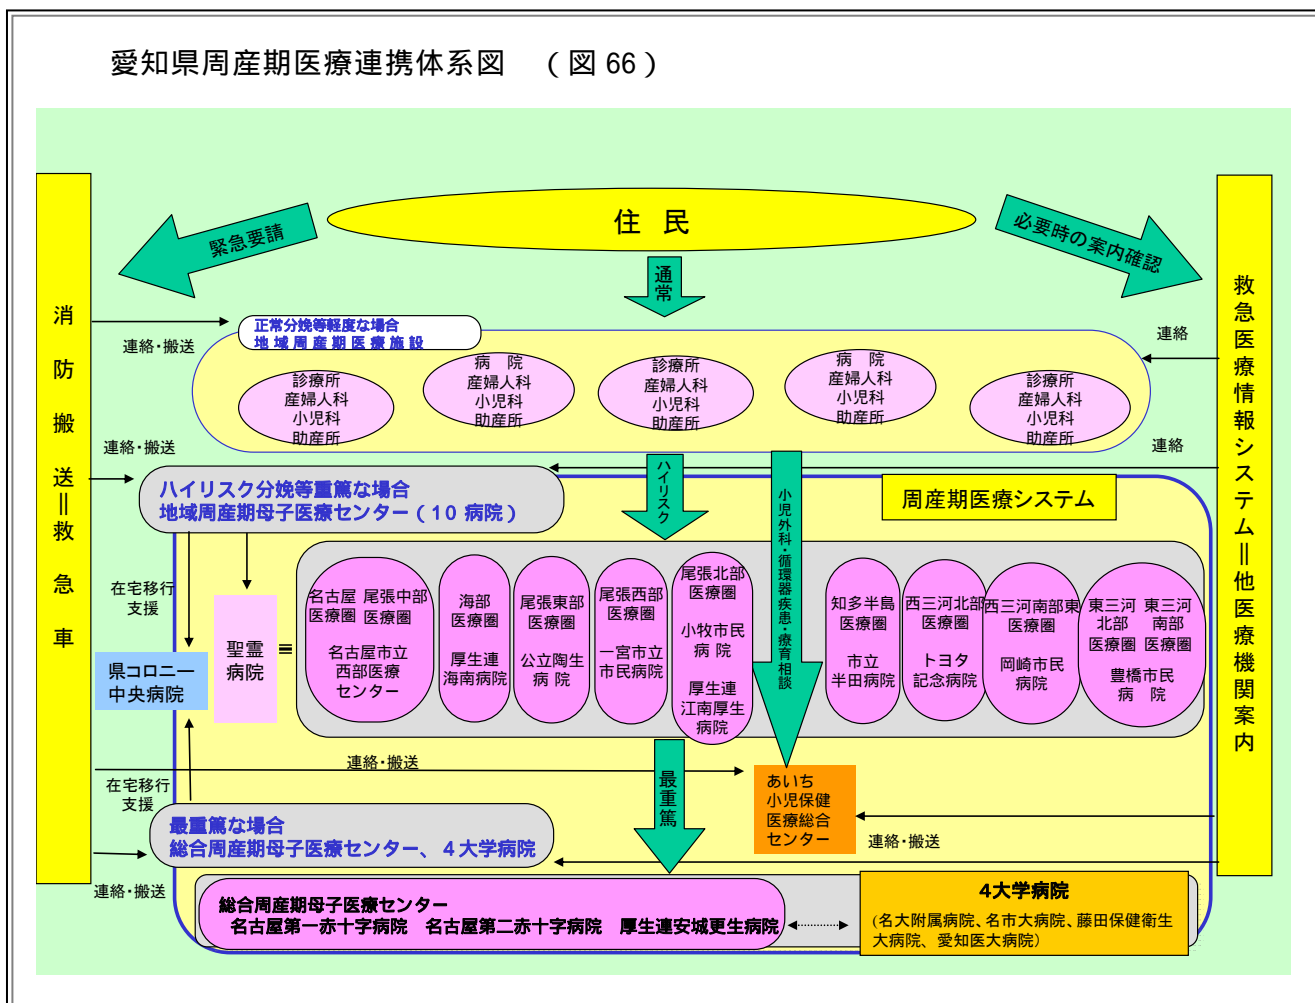 愛知県周産期医療連携体系図　（図 66）
住　民
緊急要請
必要時の案内確認
通常
消防搬送＝救急車
救急医療情報システム＝他医療機関案内
正常分娩等軽度な場合
地域周産期医療施設
連絡・搬送
連絡
診療所
産婦人科
小児科
助産所
病　院
産婦人科
小児科
助産所
診療所
産婦人科
小児科
助産所
病　院
産婦人科
小児科
助産所
診療所
産婦人科
小児科
助産所
連絡・搬送
連絡
ハイリスク
小児外科・循環器疾患・療育相談
ハイリスク分娩等重篤な場合
地域周産期母子医療センター（10 病院）
周産期医療システム
在宅移行
支援
県コロニー
中央病院
聖霊
病院
名古屋　尾張中部
医療圏　医療圏
名古屋市立
西部医療
センター
海部
医療圏
厚生連
海南病院
尾張東部
医療圏
公立陶生
病 院
尾張西部
医療圏
一宮市立
市民病院
尾張北部
医療圏
小牧市民
病 院
厚生連
江南厚生
病院
知多半島
医療圏
市立
半田病院
西三河北部
医療圏
トヨタ
記念病院
西三河南部東
医療圏
岡崎市民
病院
東三河　東三河
北部　南部
医療圏　医療圏
豊橋市民
病　院
連絡・搬送
最重篤
あいち
小児保健
医療総合
センター
在宅移行
支援
最重篤な場合
総合周産期母子医療センター、４大学病院
連絡・搬送
連絡・搬送
総合周産期母子医療センター
名古屋第一赤十字病院　名古屋第二赤十字病院　厚生連安城更生病院
4大学病院
(名大附属病院、名市大病院、藤田保健衛生
大病院、 愛知医大病院）